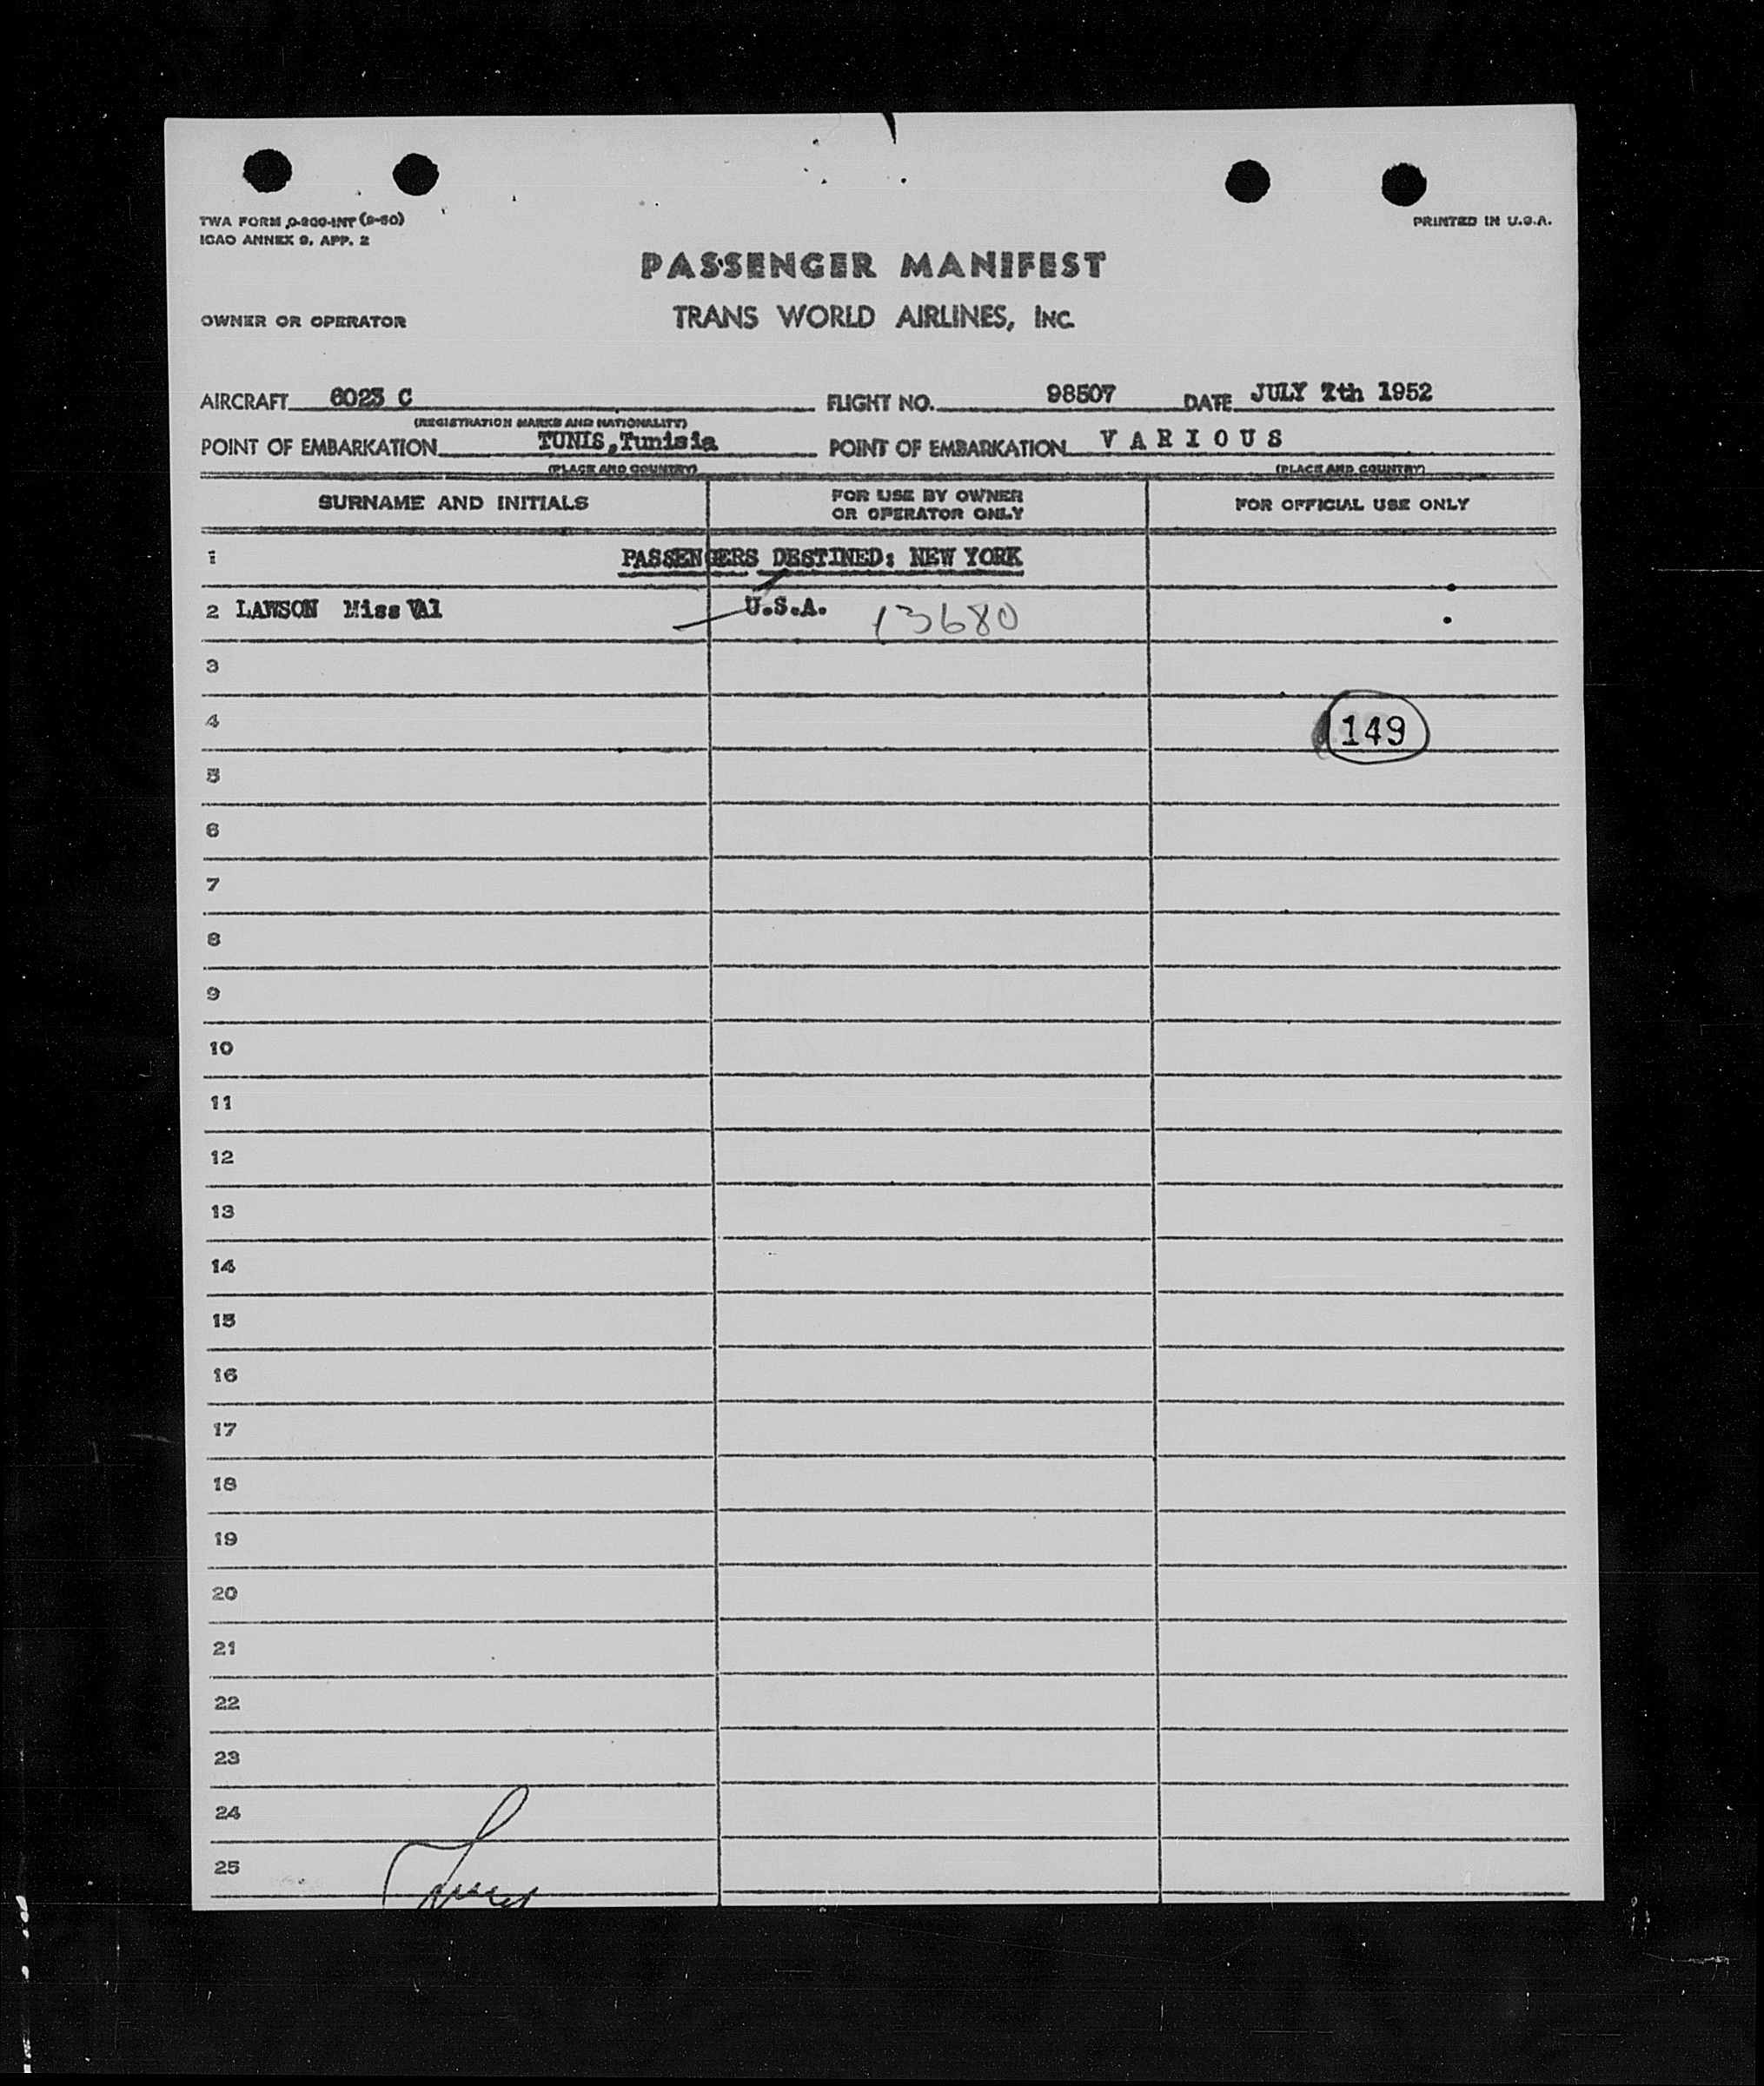 TWA FORM O-200-INT (2-50)
ICAO ANNEX 9, APP. 2
PRINTED IN U.S.A.
PASSENGER MANIFEST
OWNER OR OPERATOR TRANS WORLD AIRLINES, INC.
AIRCRAFT 6023 C FLIGHT NO. 98507 DATE JULY 7th 1952
(REGISTRATION MARKS AND NATIONALITY)
POINT OF EMBARKATION TUNIS,Tunisia POINT OF EMBARKATION V A R I O U S
(PLACE AND COUNTRY) (PLACE AND COUNTRY)
SURNAME AND INITIALS FOR USE BY OWNER OR OPERATOR ONLY FOR OFFICIAL USE ONLY
1 PASSENGERS DESTINED: NEW YORK
2 LAWSON Miss Val U.S.A. 13680
3
4 149
5
6
7
8
9
10
11
12
13
14
15
16
17
18
19
20
21
22
23
24
25